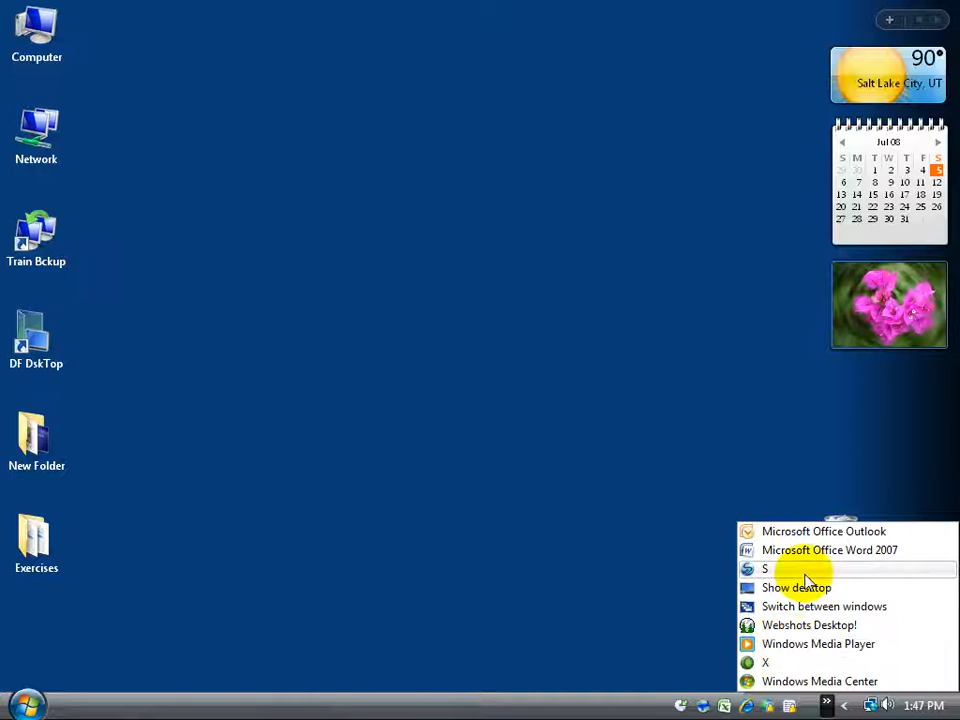 Computer
Network
Train Bckup
DF DskTop
New Folder
Exercises
90°
Salt Lake City, UT
Jul 08
S M T W T F S
29 30 1 2 3 4 5
6 7 8 9 10 11 12
13 14 15 16 17 18 19
20 21 22 23 24 25 26
27 28 29 30 31
Microsoft Office Outlook
Microsoft Office Word 2007
S
Show desktop
Switch between windows
Webshots Desktop!
Windows Media Player
X
Windows Media Center
1:47 PM